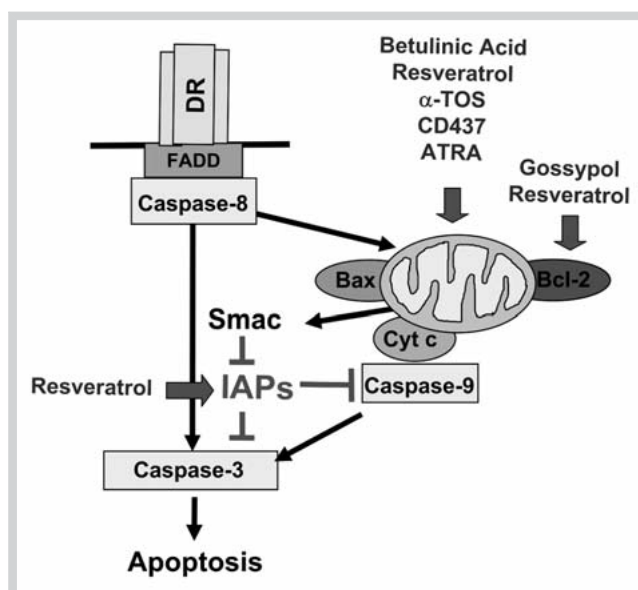 Betulinic Acid
Resveratrol
α-TOS
CD437
ATRA
DR
FADD
Caspase-8
Gossypol
Resveratrol
Bax
Bcl-2
Smac
Cyt c
Resveratrol
IAPs
Caspase-9
Caspase-3
Apoptosis